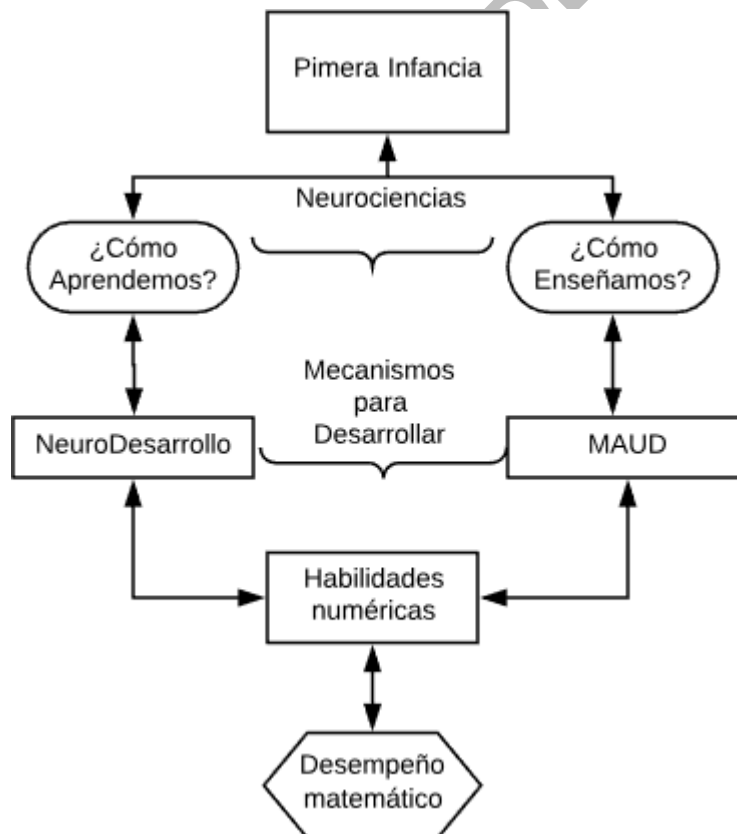 Pimera Infancia
Neurociencias
¿Cómo
Aprendemos?
¿Cómo
Enseñamos?
Mecanismos
para
Desarrollar
NeuroDesarrollo
MAUD
Habilidades
numéricas
Desempeño
matemático